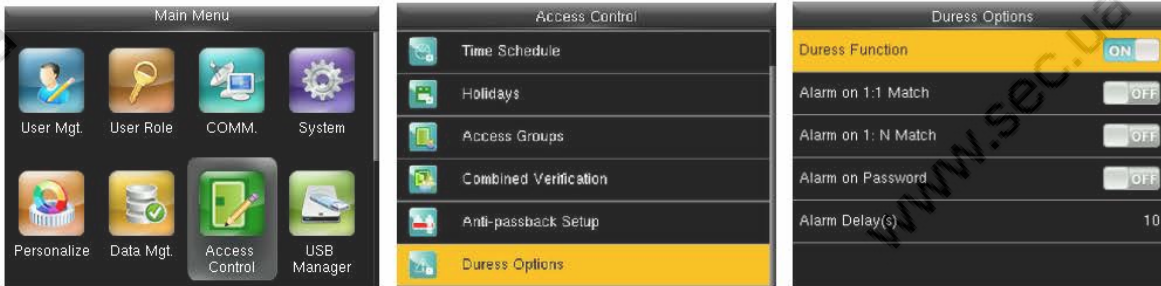 Main Menu
User Mgt.
User Role
COMM.
System
Personalize
Data Mgt.
Access Control
USB Manager
Access Control
Time Schedule
Holidays
Access Groups
Combined Verification
Anti-passback Setup
Duress Options
Duress Options
Duress Function ON
Alarm on 1:1 Match OFF
Alarm on 1: N Match OFF
Alarm on Password OFF
Alarm Delay(s) 10
www.sec.ua